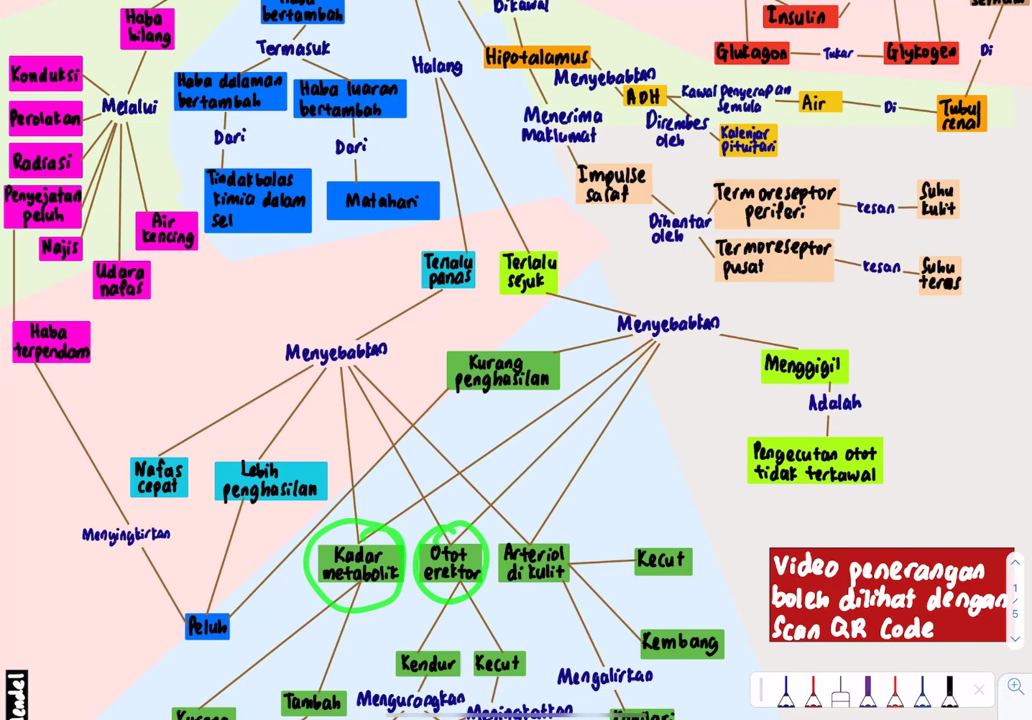 Haba
hilang
Konduksi
Perolakan
Melalui
Radiasi
Penyejatan
peluh
Najis
Udara
nafas
Air
kencing
Haba
terpendam
Menyingkirkan
bertambah
Termasuk
Haba dalaman
bertambah
Haba luaran
bertambah
Dari
Dari
Tindakbalas
kimia dalam
sel
Matahari
Halang
Dikawal
Hipotalamus
Menyebabkan
ADH
Kawal Penyerapan
Semula
Air
Di
Tubul
renal
Dirembes
oleh
Kalenjar
Pituitari
Menerima
Maklumat
Impulse
saraf
Dihantar
oleh
Termoreseptor
periferi
kesan
Suhu
kulit
Termoreseptor
pusat
kesan
Suhu
teras
Insulin
Glukagon
Tukar
Glykogen
Di
Terlalu
panas
Terlalu
sejuk
Menyebabkan
Menyebabkan
Kurang
penghasilan
Menggigil
Adalah
Pengecutan otot
tidak terkawal
Nafas
cepat
Lebih
penghasilan
Peluh
Kadar
metabolik
Otot
erektor
Arteriol
di kulit
Kecut
Kembang
Mengalirkan
Kendur
Kecut
Tambah
Mengurangkan
Meningkatkan
Kurang
Video penerangan
boleh dilihat dengan
Scan QR Code
1
/
5